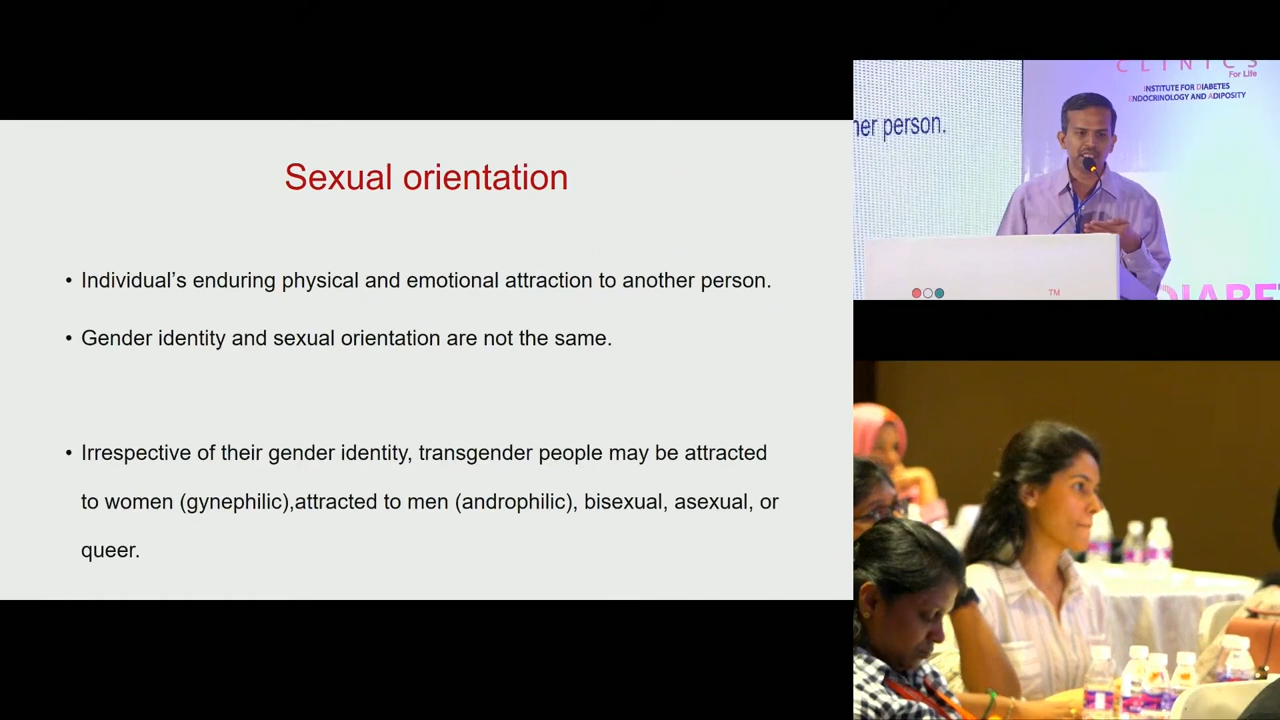 Sexual orientation
• Individual’s enduring physical and emotional attraction to another person.
• Gender identity and sexual orientation are not the same.
• Irrespective of their gender identity, transgender people may be attracted
to women (gynephilic),attracted to men (androphilic), bisexual, asexual, or
queer.
her person.
CLINICS
For Life
INSTITUTE FOR DIABETES
ENDOCRINOLOGY AND ADIPOSITY
TM
DIABE